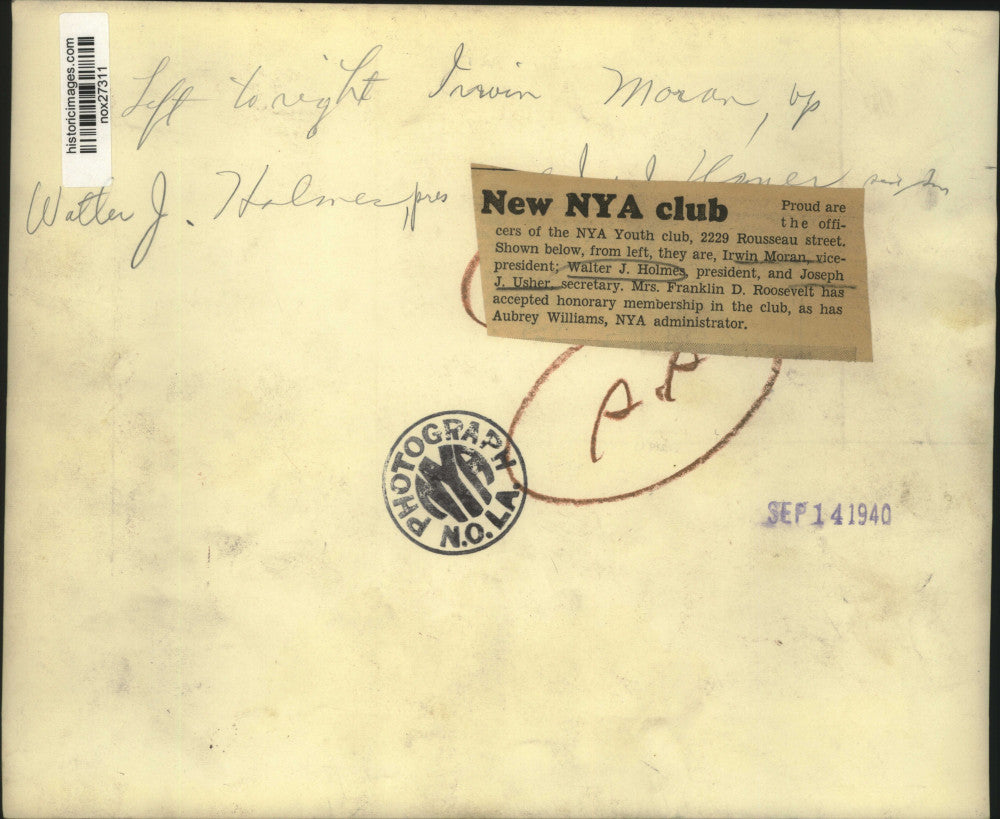 historicimages.com
nox27311
Left to right Irwin Moran, vp
Walter J. Holmes, pres
New NYA club
Proud are
the offi-
cers of the NYA Youth club, 2229 Rousseau street.
Shown below, from left, they are, Irwin Moran, vice-
president; Walter J. Holmes, president, and Joseph
J. Usher, secretary. Mrs. Franklin D. Roosevelt has
accepted honorary membership in the club, as has
Aubrey Williams, NYA administrator.
PHOTOGRAPH
NYA
N.O. LA.
SEP 14 1940